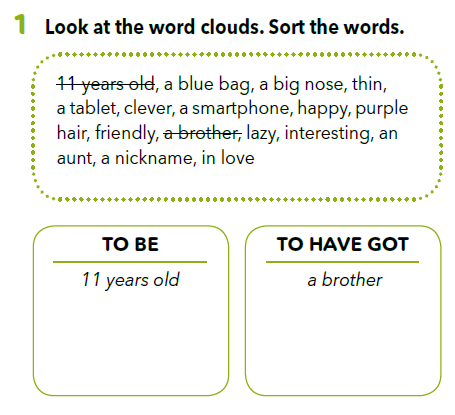 1 Look at the word clouds. Sort the words.
11 years old, a blue bag, a big nose, thin,
a tablet, clever, a smartphone, happy, purple
hair, friendly, a brother, lazy, interesting, an
aunt, a nickname, in love
TO BE
11 years old
TO HAVE GOT
a brother